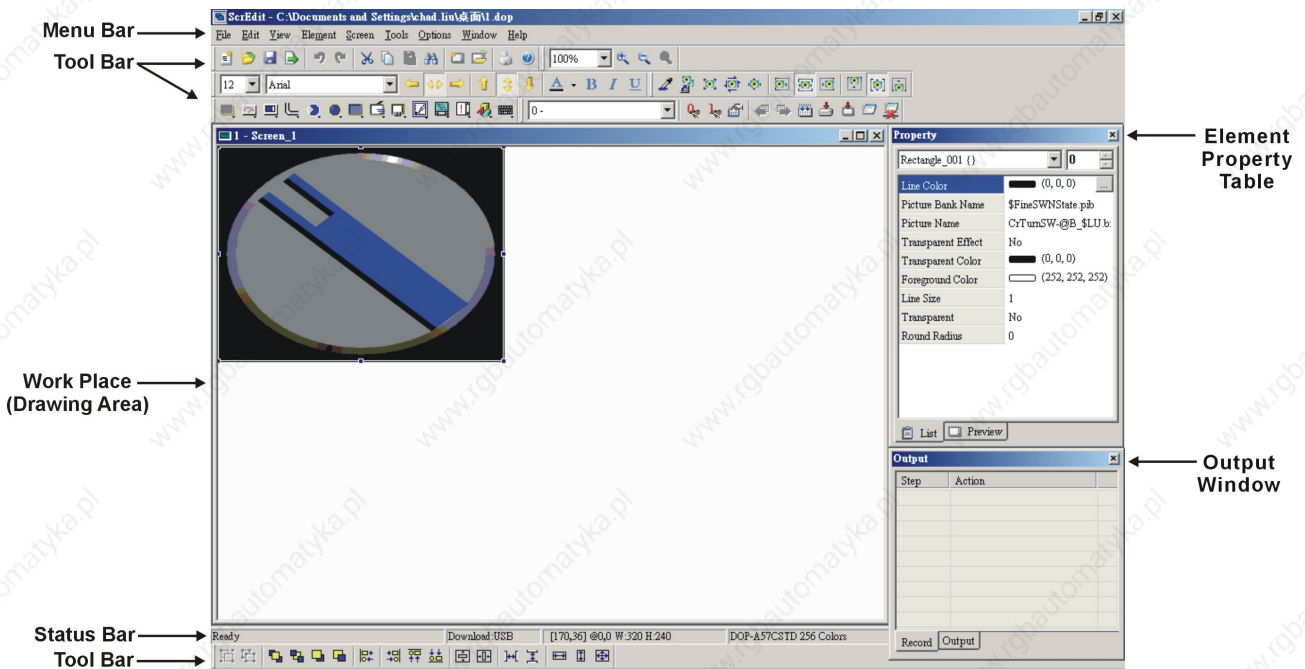 ScrEdit - C:\Documents and Settings\chad.liu\桌面\1.dop
Menu Bar
File Edit View Element Screen Tools Options Window Help
Tool Bar
100%
12 Arial A B I U
0 -
1 - Screen_1
Property
Element
Property
Table
Rectangle_001 {} 0
Line Color (0, 0, 0) ...
Picture Bank Name $FineSWNState.pib
Picture Name CrTurnSW-@B_$LU.b
Transparent Effect No
Transparent Color (0, 0, 0)
Foreground Color (252, 252, 252)
Line Size 1
Transparent No
Round Radius 0
Work Place
(Drawing Area)
List Preview
Output
Output
Window
Step Action
Status Bar
Ready Download:USB [170,36] @0,0 W:320 H:240 DOP-A57CSTD 256 Colors
Record Output
Tool Bar
www.rgbautomatyka.pl